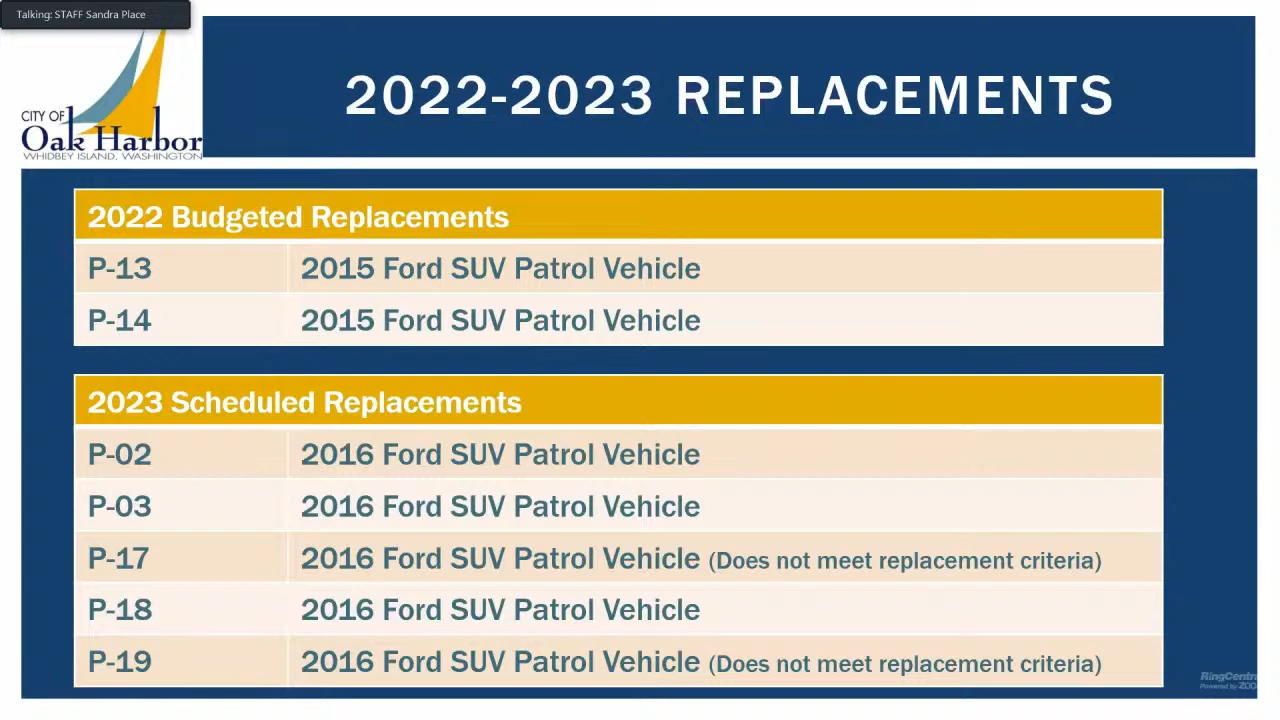 Talking: STAFF Sandra Place
CITY OF
Oak Harbor
WHIDBEY ISLAND, WASHINGTON
2022-2023 REPLACEMENTS
2022 Budgeted Replacements
P-13 2015 Ford SUV Patrol Vehicle
P-14 2015 Ford SUV Patrol Vehicle
2023 Scheduled Replacements
P-02 2016 Ford SUV Patrol Vehicle
P-03 2016 Ford SUV Patrol Vehicle
P-17 2016 Ford SUV Patrol Vehicle (Does not meet replacement criteria)
P-18 2016 Ford SUV Patrol Vehicle
P-19 2016 Ford SUV Patrol Vehicle (Does not meet replacement criteria)
Powered by